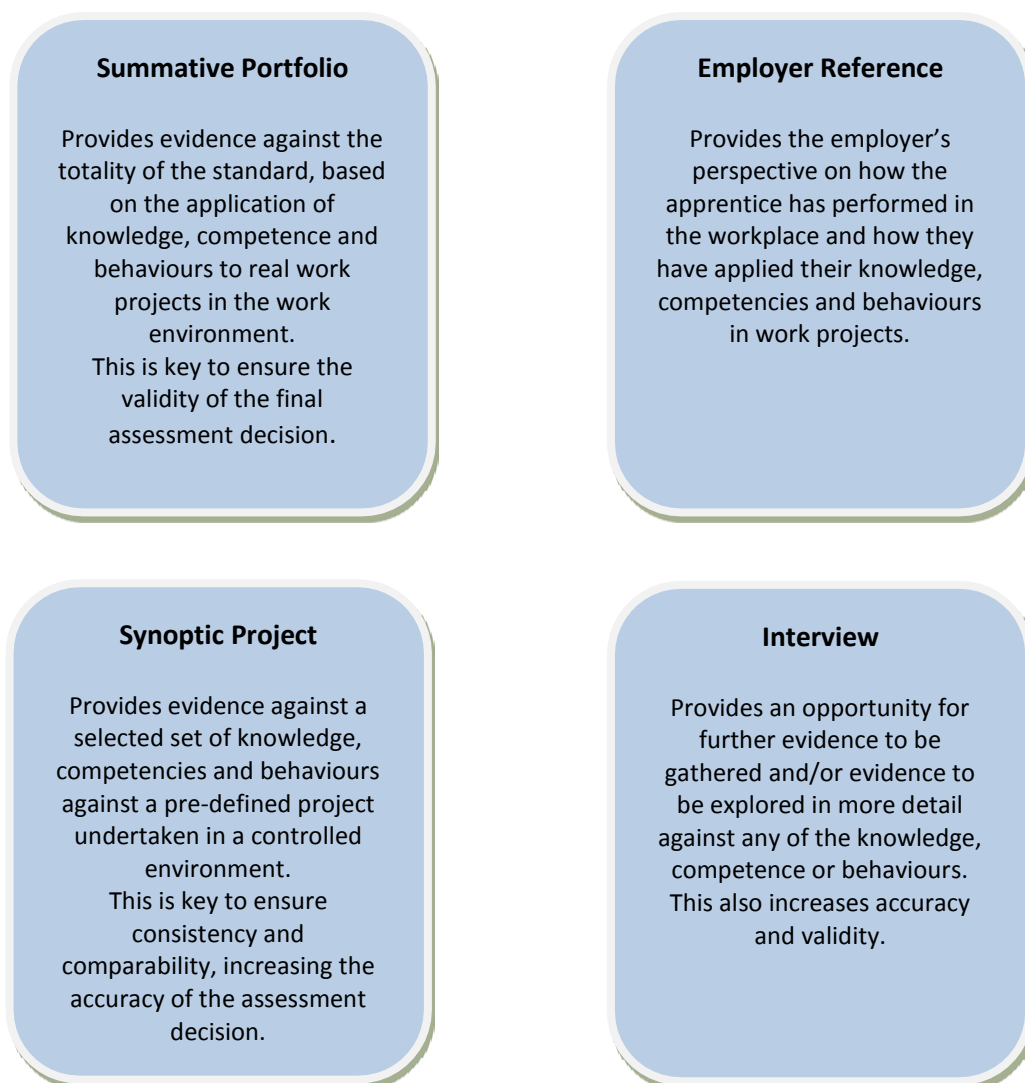 Summative Portfolio
Provides evidence against the
totality of the standard, based
on the application of
knowledge, competence and
behaviours to real work
projects in the work
environment.
This is key to ensure the
validity of the final
assessment decision.
Employer Reference
Provides the employer’s
perspective on how the
apprentice has performed in
the workplace and how they
have applied their knowledge,
competencies and behaviours
in work projects.
Synoptic Project
Provides evidence against a
selected set of knowledge,
competencies and behaviours
against a pre-defined project
undertaken in a controlled
environment.
This is key to ensure
consistency and
comparability, increasing the
accuracy of the assessment
decision.
Interview
Provides an opportunity for
further evidence to be
gathered and/or evidence to
be explored in more detail
against any of the knowledge,
competence or behaviours.
This also increases accuracy
and validity.